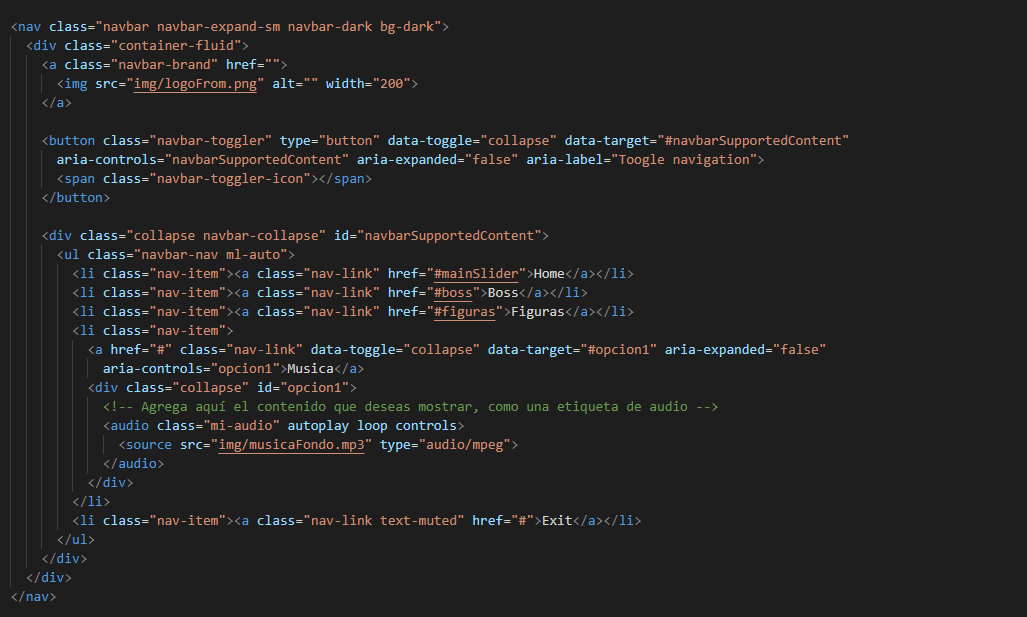 <nav class="navbar navbar-expand-sm navbar-dark bg-dark">
<div class="container-fluid">
<a class="navbar-brand" href="">
<img src="img/logoFrom.png" alt="" width="200">
</a>
<button class="navbar-toggler" type="button" data-toggle="collapse" data-target="#navbarSupportedContent"
aria-controls="navbarSupportedContent" aria-expanded="false" aria-label="Toogle navigation">
<span class="navbar-toggler-icon"></span>
</button>
<div class="collapse navbar-collapse" id="navbarSupportedContent">
<ul class="navbar-nav ml-auto">
<li class="nav-item"><a class="nav-link" href="#mainSlider">Home</a></li>
<li class="nav-item"><a class="nav-link" href="#boss">Boss</a></li>
<li class="nav-item"><a class="nav-link" href="#figuras">Figuras</a></li>
<li class="nav-item">
<a href="#" class="nav-link" data-toggle="collapse" data-target="#opcion1" aria-expanded="false"
aria-controls="opcion1">Musica</a>
<div class="collapse" id="opcion1">
<!-- Agrega aquí el contenido que deseas mostrar, como una etiqueta de audio -->
<audio class="mi-audio" autoplay loop controls>
<source src="img/musicaFondo.mp3" type="audio/mpeg">
</audio>
</div>
</li>
<li class="nav-item"><a class="nav-link text-muted" href="#">Exit</a></li>
</ul>
</div>
</div>
</nav>